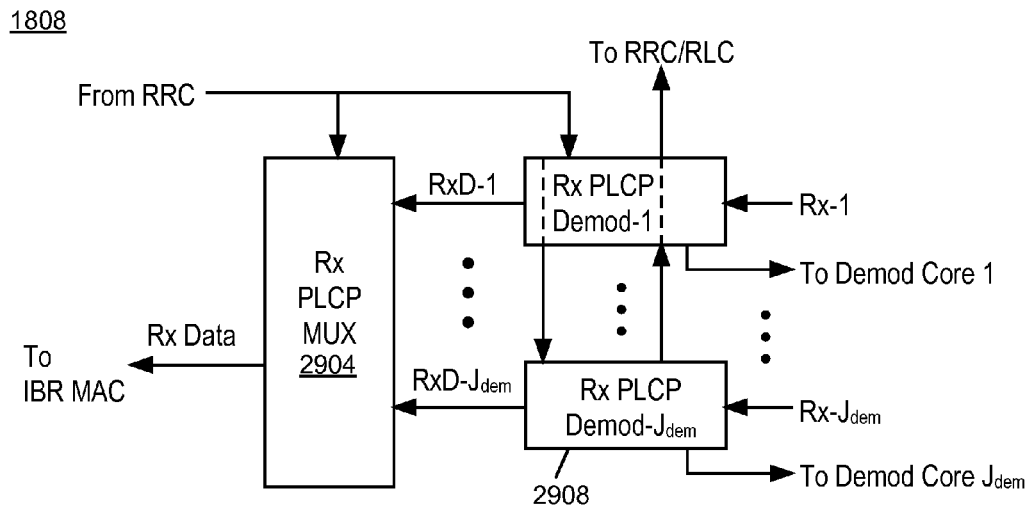 1808
To RRC/RLC
From RRC
RxD-1
Rx PLCP
Demod-1
Rx-1
To Demod Core 1
Rx
PLCP
MUX
2904
Rx Data
To
IBR MAC
RxD-Jdem
Rx PLCP
Demod-Jdem
Rx-Jdem
To Demod Core Jdem
2908